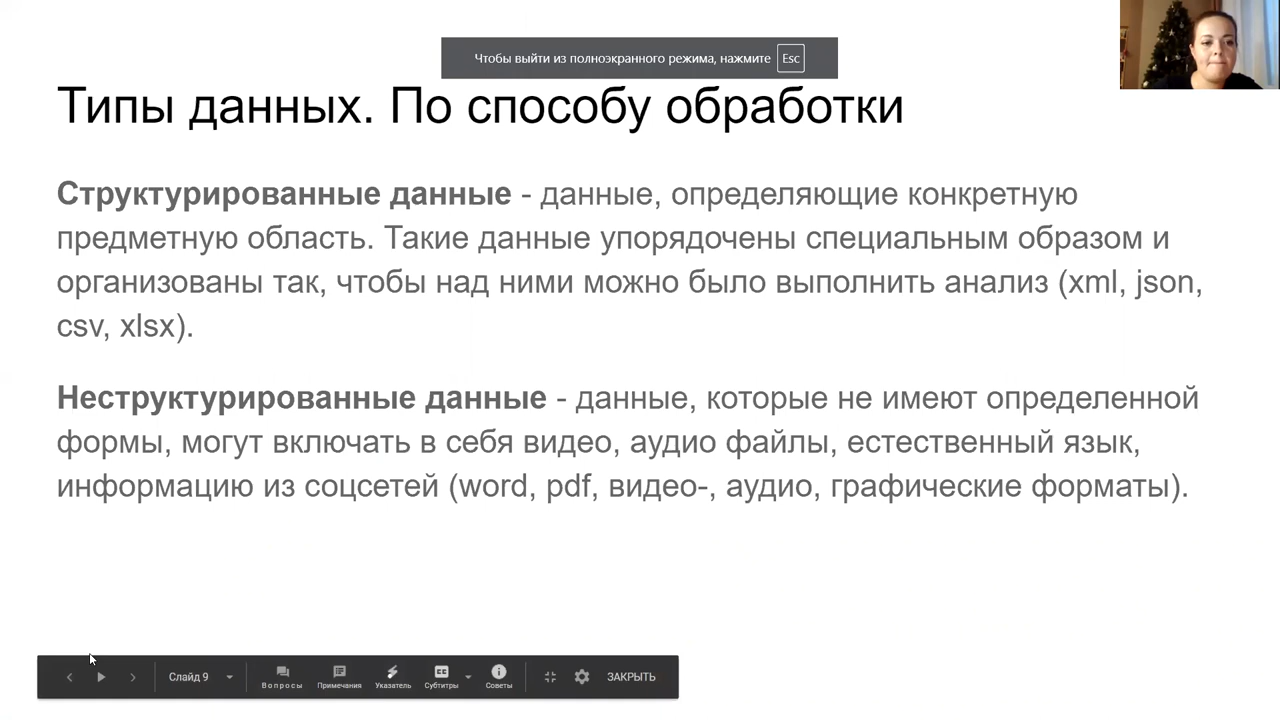 Чтобы выйти из полноэкранного режима, нажмите Esc
Типы данных. По способу обработки
Структурированные данные - данные, определяющие конкретную
предметную область. Такие данные упорядочены специальным образом и
организованы так, чтобы над ними можно было выполнить анализ (xml, json,
csv, xlsx).
Неструктурированные данные - данные, которые не имеют определенной
формы, могут включать в себя видео, аудио файлы, естественный язык,
информацию из соцсетей (word, pdf, видео-, аудио, графические форматы).
Слайд 9
Вопросы
Примечания
Указатель
CC
Субтитры
Советы
ЗАКРЫТЬ